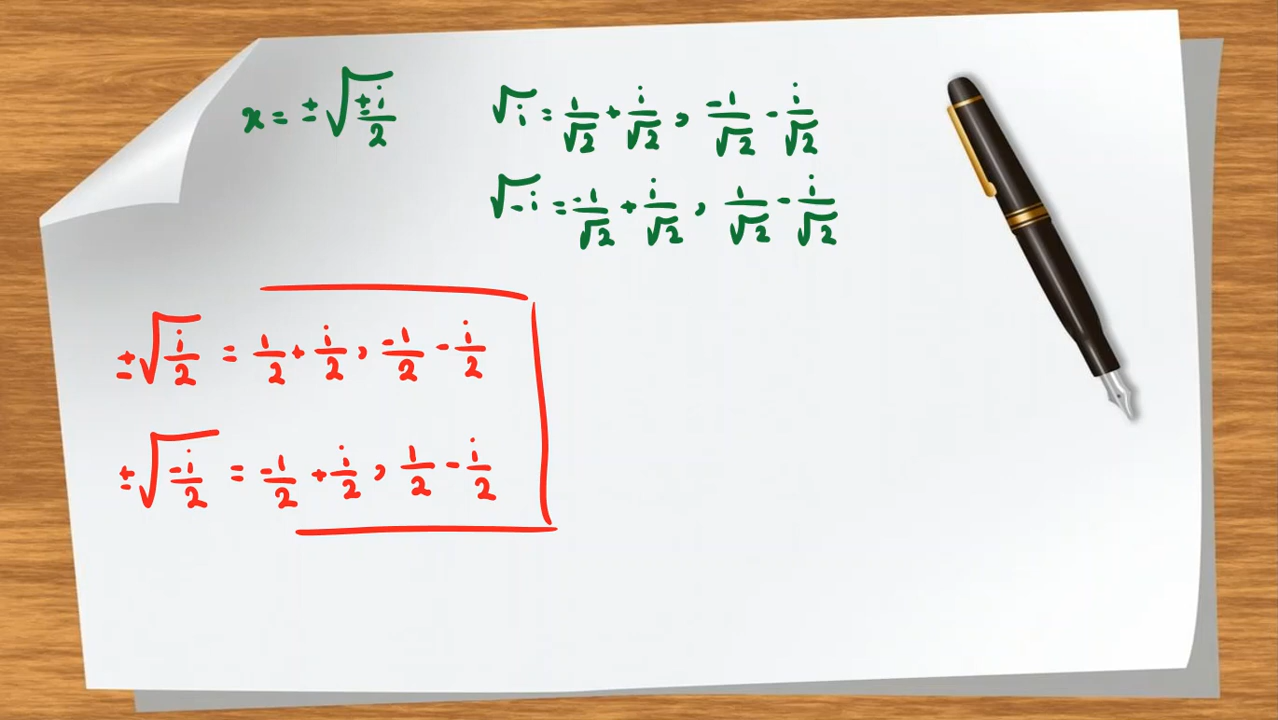 x = ±√(±i/2)
√i = 1/√2 + i/√2 , -1/√2 - i/√2
√-i = -1/√2 + i/√2 , 1/√2 - i/√2
±√(i/2) = 1/2 + i/2 , -1/2 - i/2
±√(-i/2) = -1/2 + i/2 , 1/2 - i/2